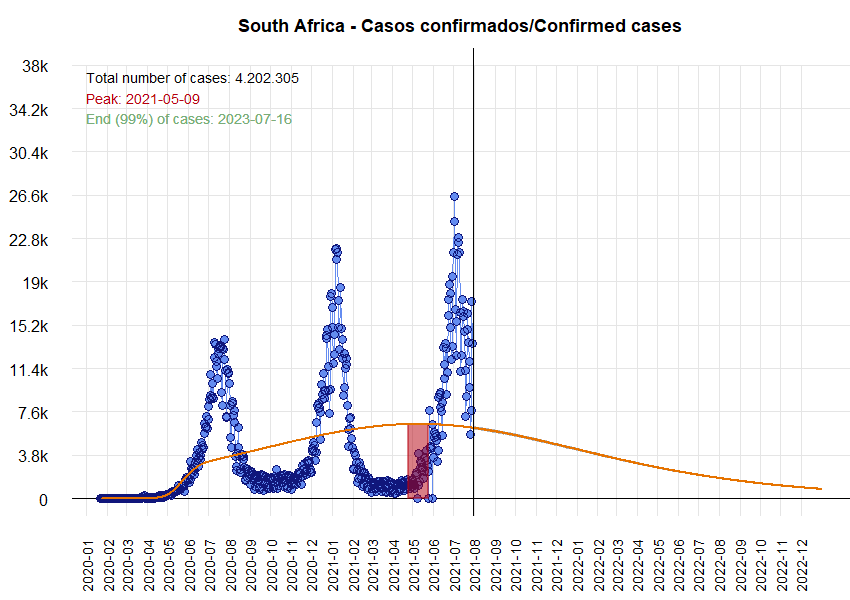 South Africa - Casos confirmados/Confirmed cases
38k
34.2k
30.4k
26.6k
22.8k
19k
15.2k
11.4k
7.6k
3.8k
0
Total number of cases: 4.202.305
Peak: 2021-05-09
End (99%) of cases: 2023-07-16
2020-01
2020-02
2020-03
2020-04
2020-05
2020-06
2020-07
2020-08
2020-09
2020-10
2020-11
2020-12
2021-01
2021-02
2021-03
2021-04
2021-05
2021-06
2021-07
2021-08
2021-09
2021-10
2021-11
2021-12
2022-01
2022-02
2022-03
2022-04
2022-05
2022-06
2022-07
2022-08
2022-09
2022-10
2022-11
2022-12